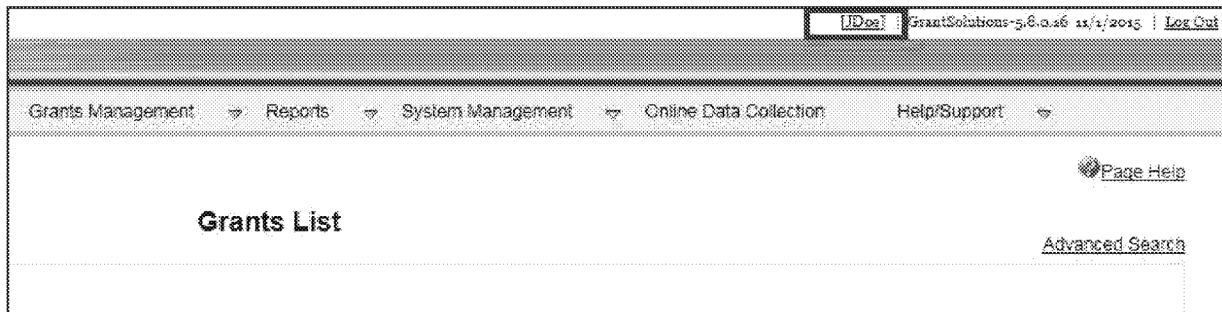 [JDoe] GrantSolutions-5.8.0.26 11/1/2015 | Log Out
Grants Management Reports System Management Online Data Collection Help/Support
Page Help
Grants List
Advanced Search